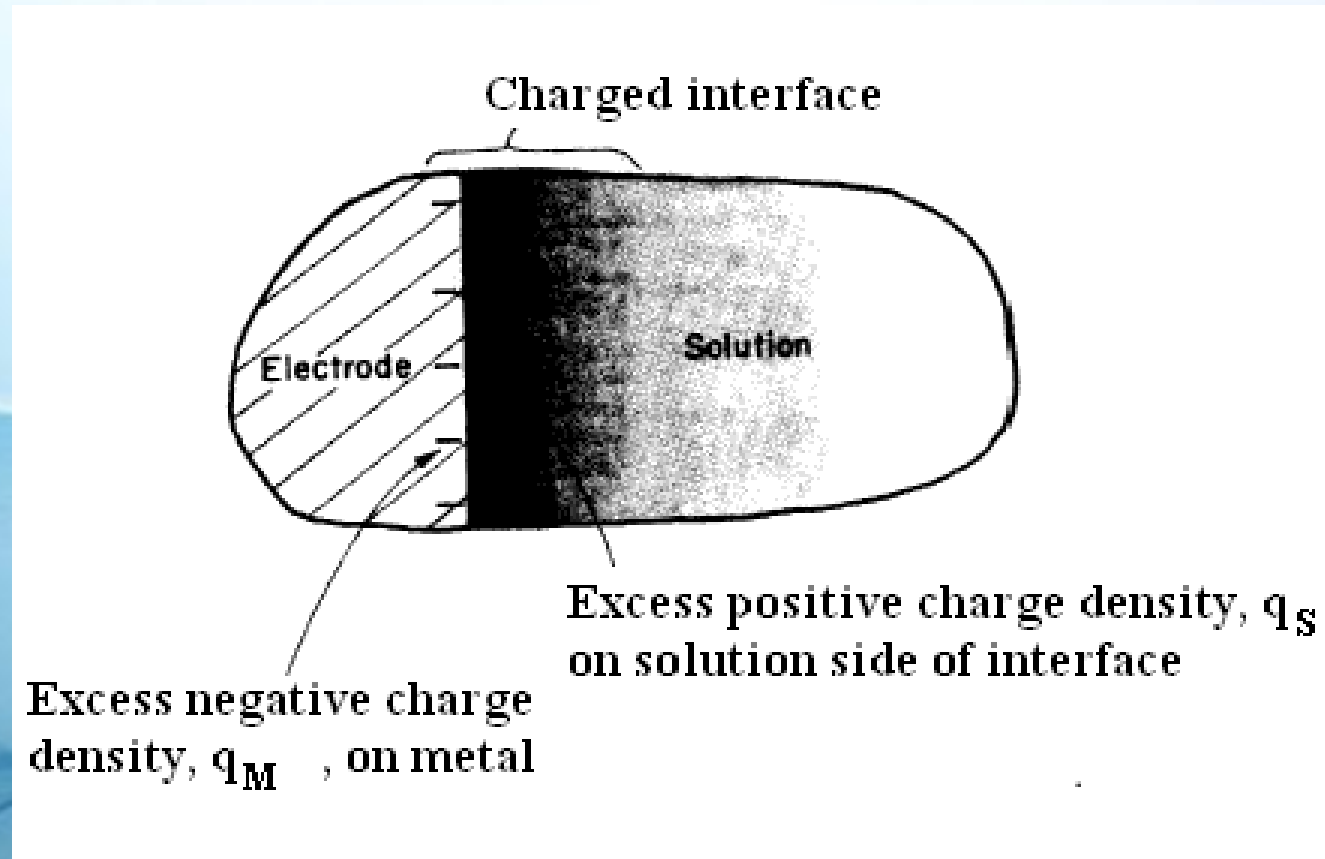 Charged interface
Electrode
Solution
Excess positive charge density, qS
on solution side of interface
Excess negative charge
density, qM , on metal